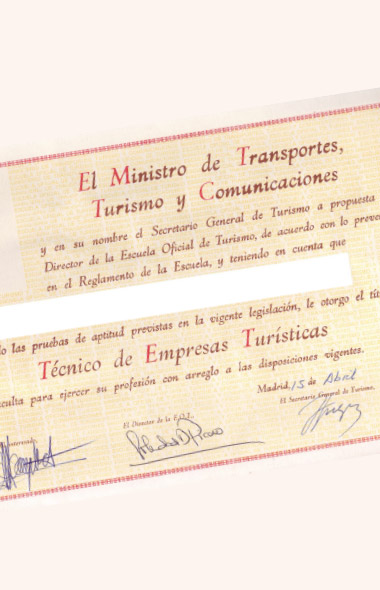 El Ministro de Transportes,
Turismo y Comunicaciones
y en su nombre el Secretario General de Turismo a propuesta
Director de la Escuela Oficial de Turismo, de acuerdo con lo preve
en el Reglamento de la Escuela, y teniendo en cuenta que
o las pruebas de aptitud previstas en la vigente legislación, le otorgo el tít
Técnico de Empresas Turísticas
culta para ejercer su profesión con arreglo a las disposiciones vigentes.
Madrid, 15 de Abril
El Secretario General de Turismo,
El Director de la E.O.T.,